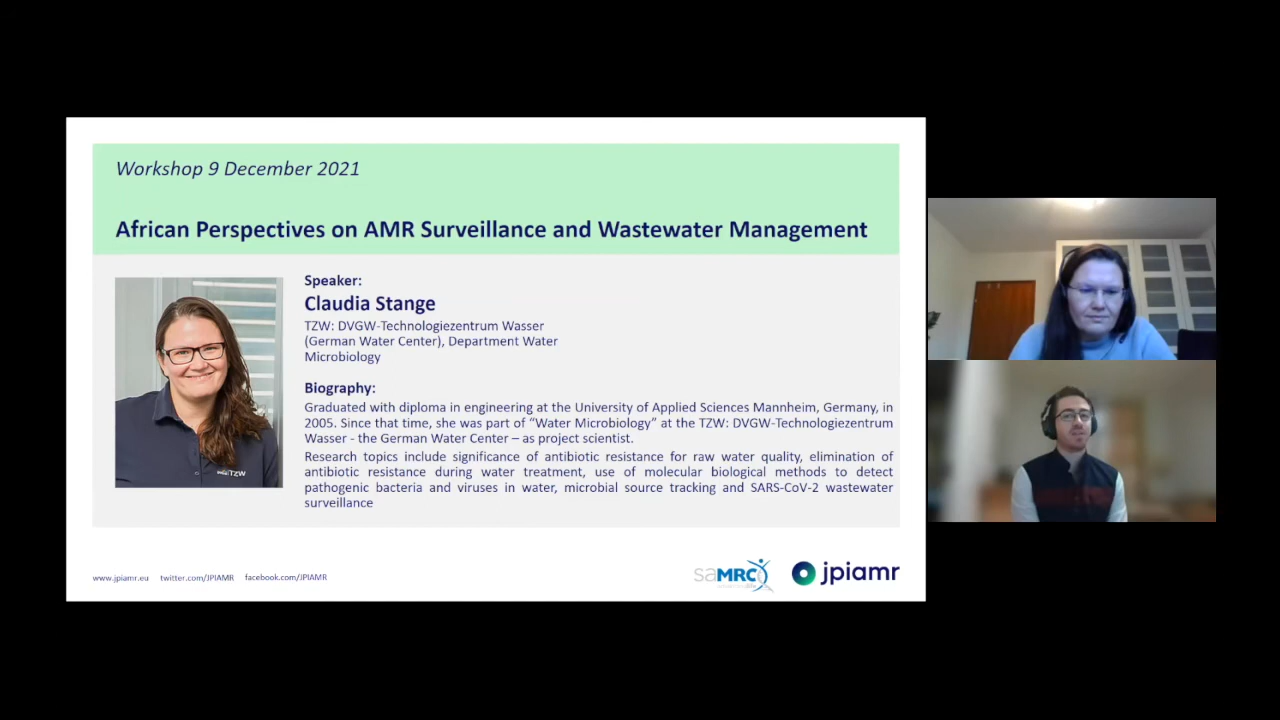 Workshop 9 December 2021
African Perspectives on AMR Surveillance and Wastewater Management
Speaker:
Claudia Stange
TZW: DVGW-Technologiezentrum Wasser
(German Water Center), Department Water
Microbiology
Biography:
Graduated with diploma in engineering at the University of Applied Sciences Mannheim, Germany, in
2005. Since that time, she was part of “Water Microbiology” at the TZW: DVGW-Technologiezentrum
Wasser - the German Water Center – as project scientist.
Research topics include significance of antibiotic resistance for raw water quality, elimination of
antibiotic resistance during water treatment, use of molecular biological methods to detect
pathogenic bacteria and viruses in water, microbial source tracking and SARS-CoV-2 wastewater
surveillance
TZW
www.jpiamr.eu twitter.com/JPIAMR facebook.com/JPIAMR
saMRC
jpiamr